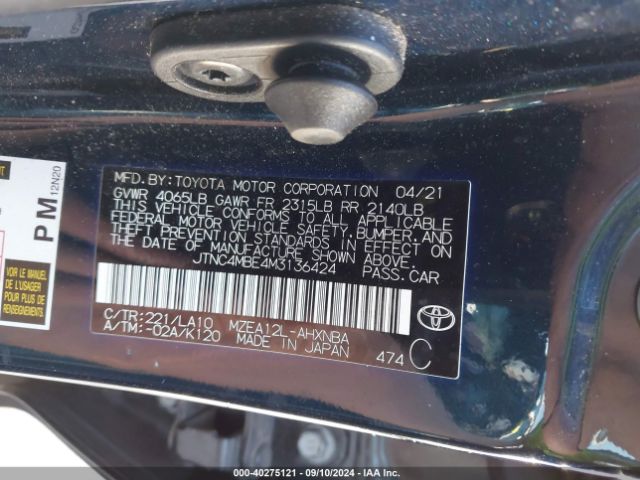 MFD.BY:TOYOTA MOTOR CORPORATION 04/21
GVWR 4065LB GAWR FR 2315LB RR 2140LB
THIS VEHICLE CONFORMS TO ALL APPLICABLE
FEDERAL MOTOR VEHICLE SAFETY,BUMPER,AND
THEFT PREVENTION STANDARDS IN EFFECT ON
THE DATE OF MANUFACTURE SHOWN ABOVE.
JTNC4MBE4M3136424 PASS.CAR
C/TR:221/LA10 MZEA12L-AHXNBA
A/TM:-02A/K120 MADE IN JAPAN
474 C
TOYOTA
PM
12N20
VOIR LE
MANUEL DE
L'USAGER
POUR PLUS
000-40275121 - 09/10/2024 - IAA Inc.